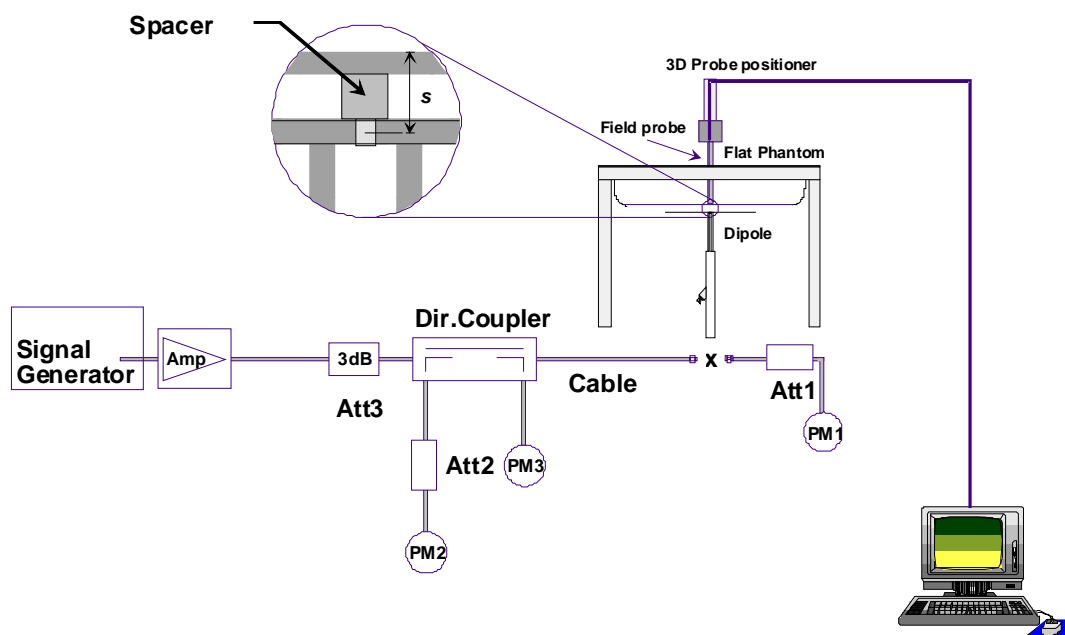 Spacer
s
3D Probe positioner
Field probe
Flat Phantom
Dipole
Dir.Coupler
Signal
Generator
Amp
3dB
Att3
Cable
x
Att1
PM1
Att2
PM3
PM2